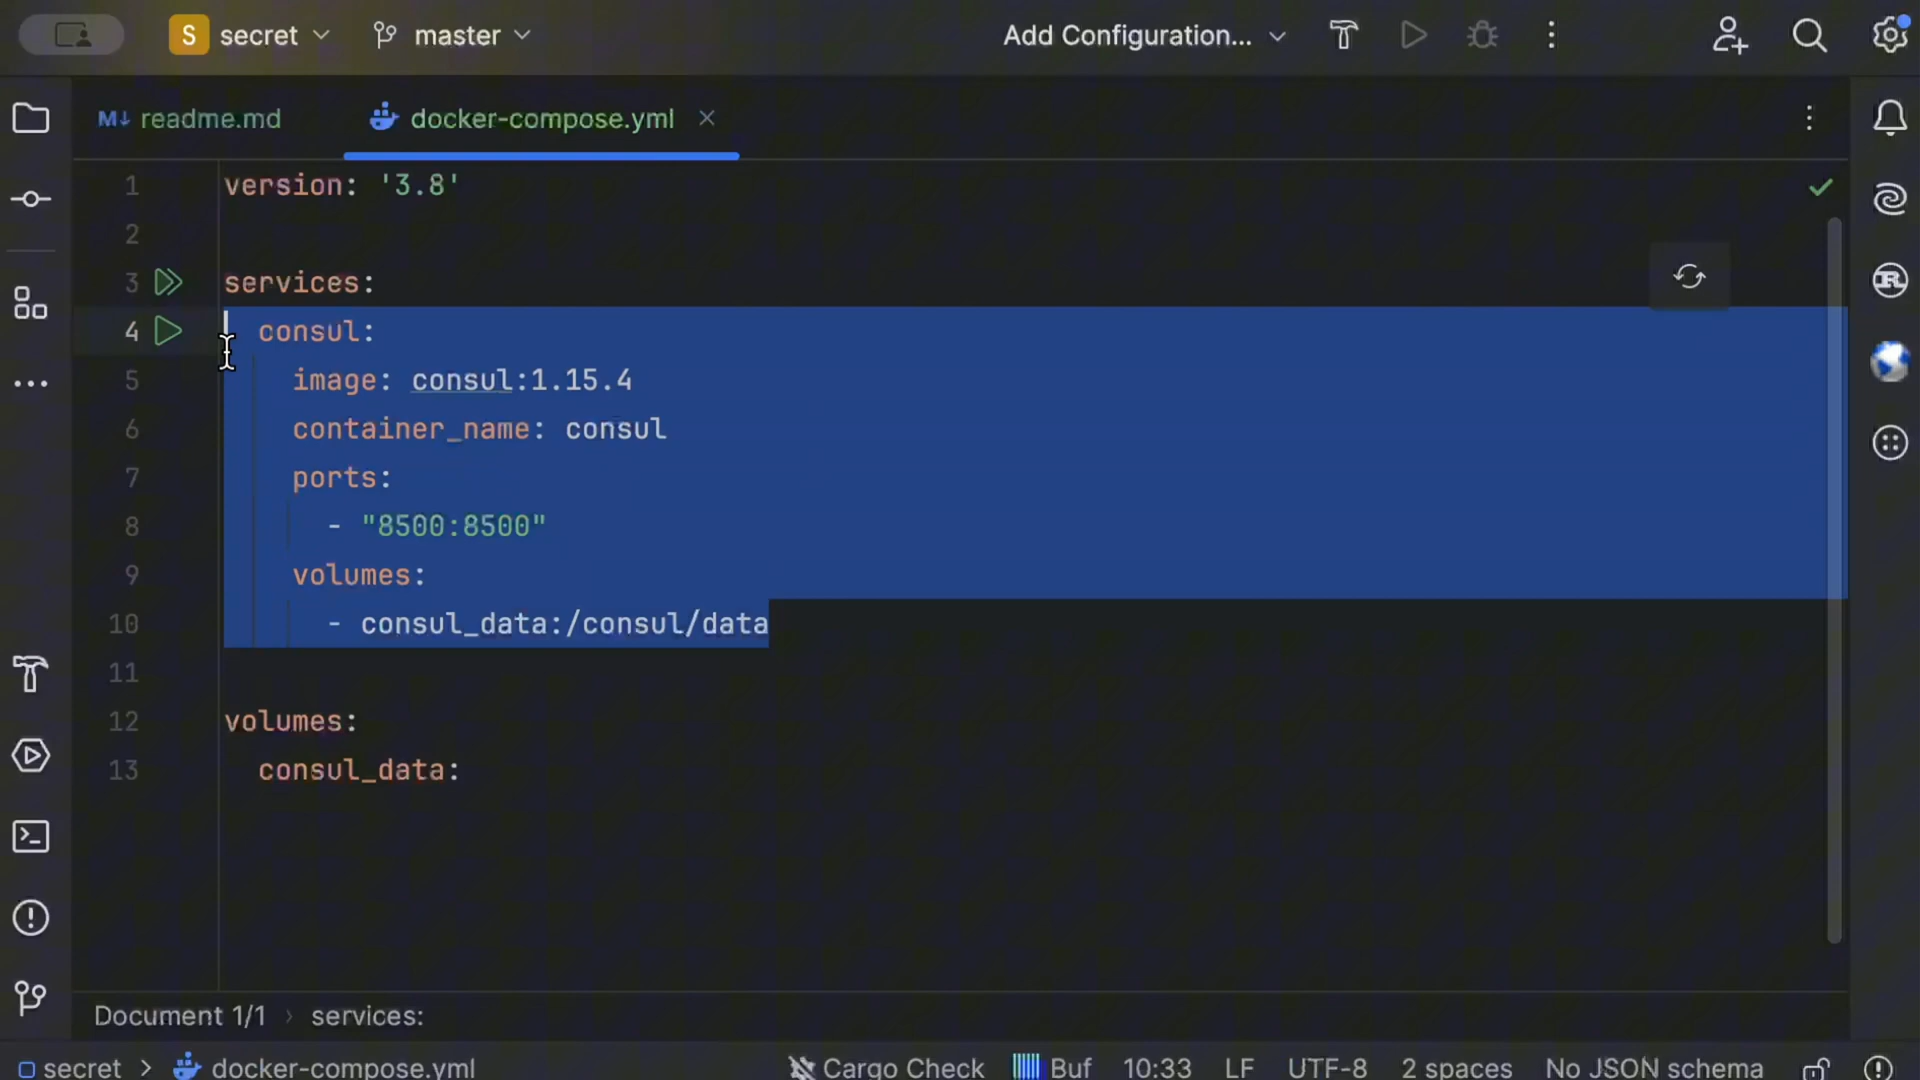 S secret master Add Configuration...
M↓ readme.md docker-compose.yml
1 version: '3.8'
2
3 services:
4 consul:
5 image: consul:1.15.4
6 container_name: consul
7 ports:
8 - "8500:8500"
9 volumes:
10 - consul_data:/consul/data
11
12 volumes:
13 consul_data:
Document 1/1 › services:
secret > docker-compose.yml Cargo Check Buf 10:33 LF UTF-8 2 spaces No JSON schema